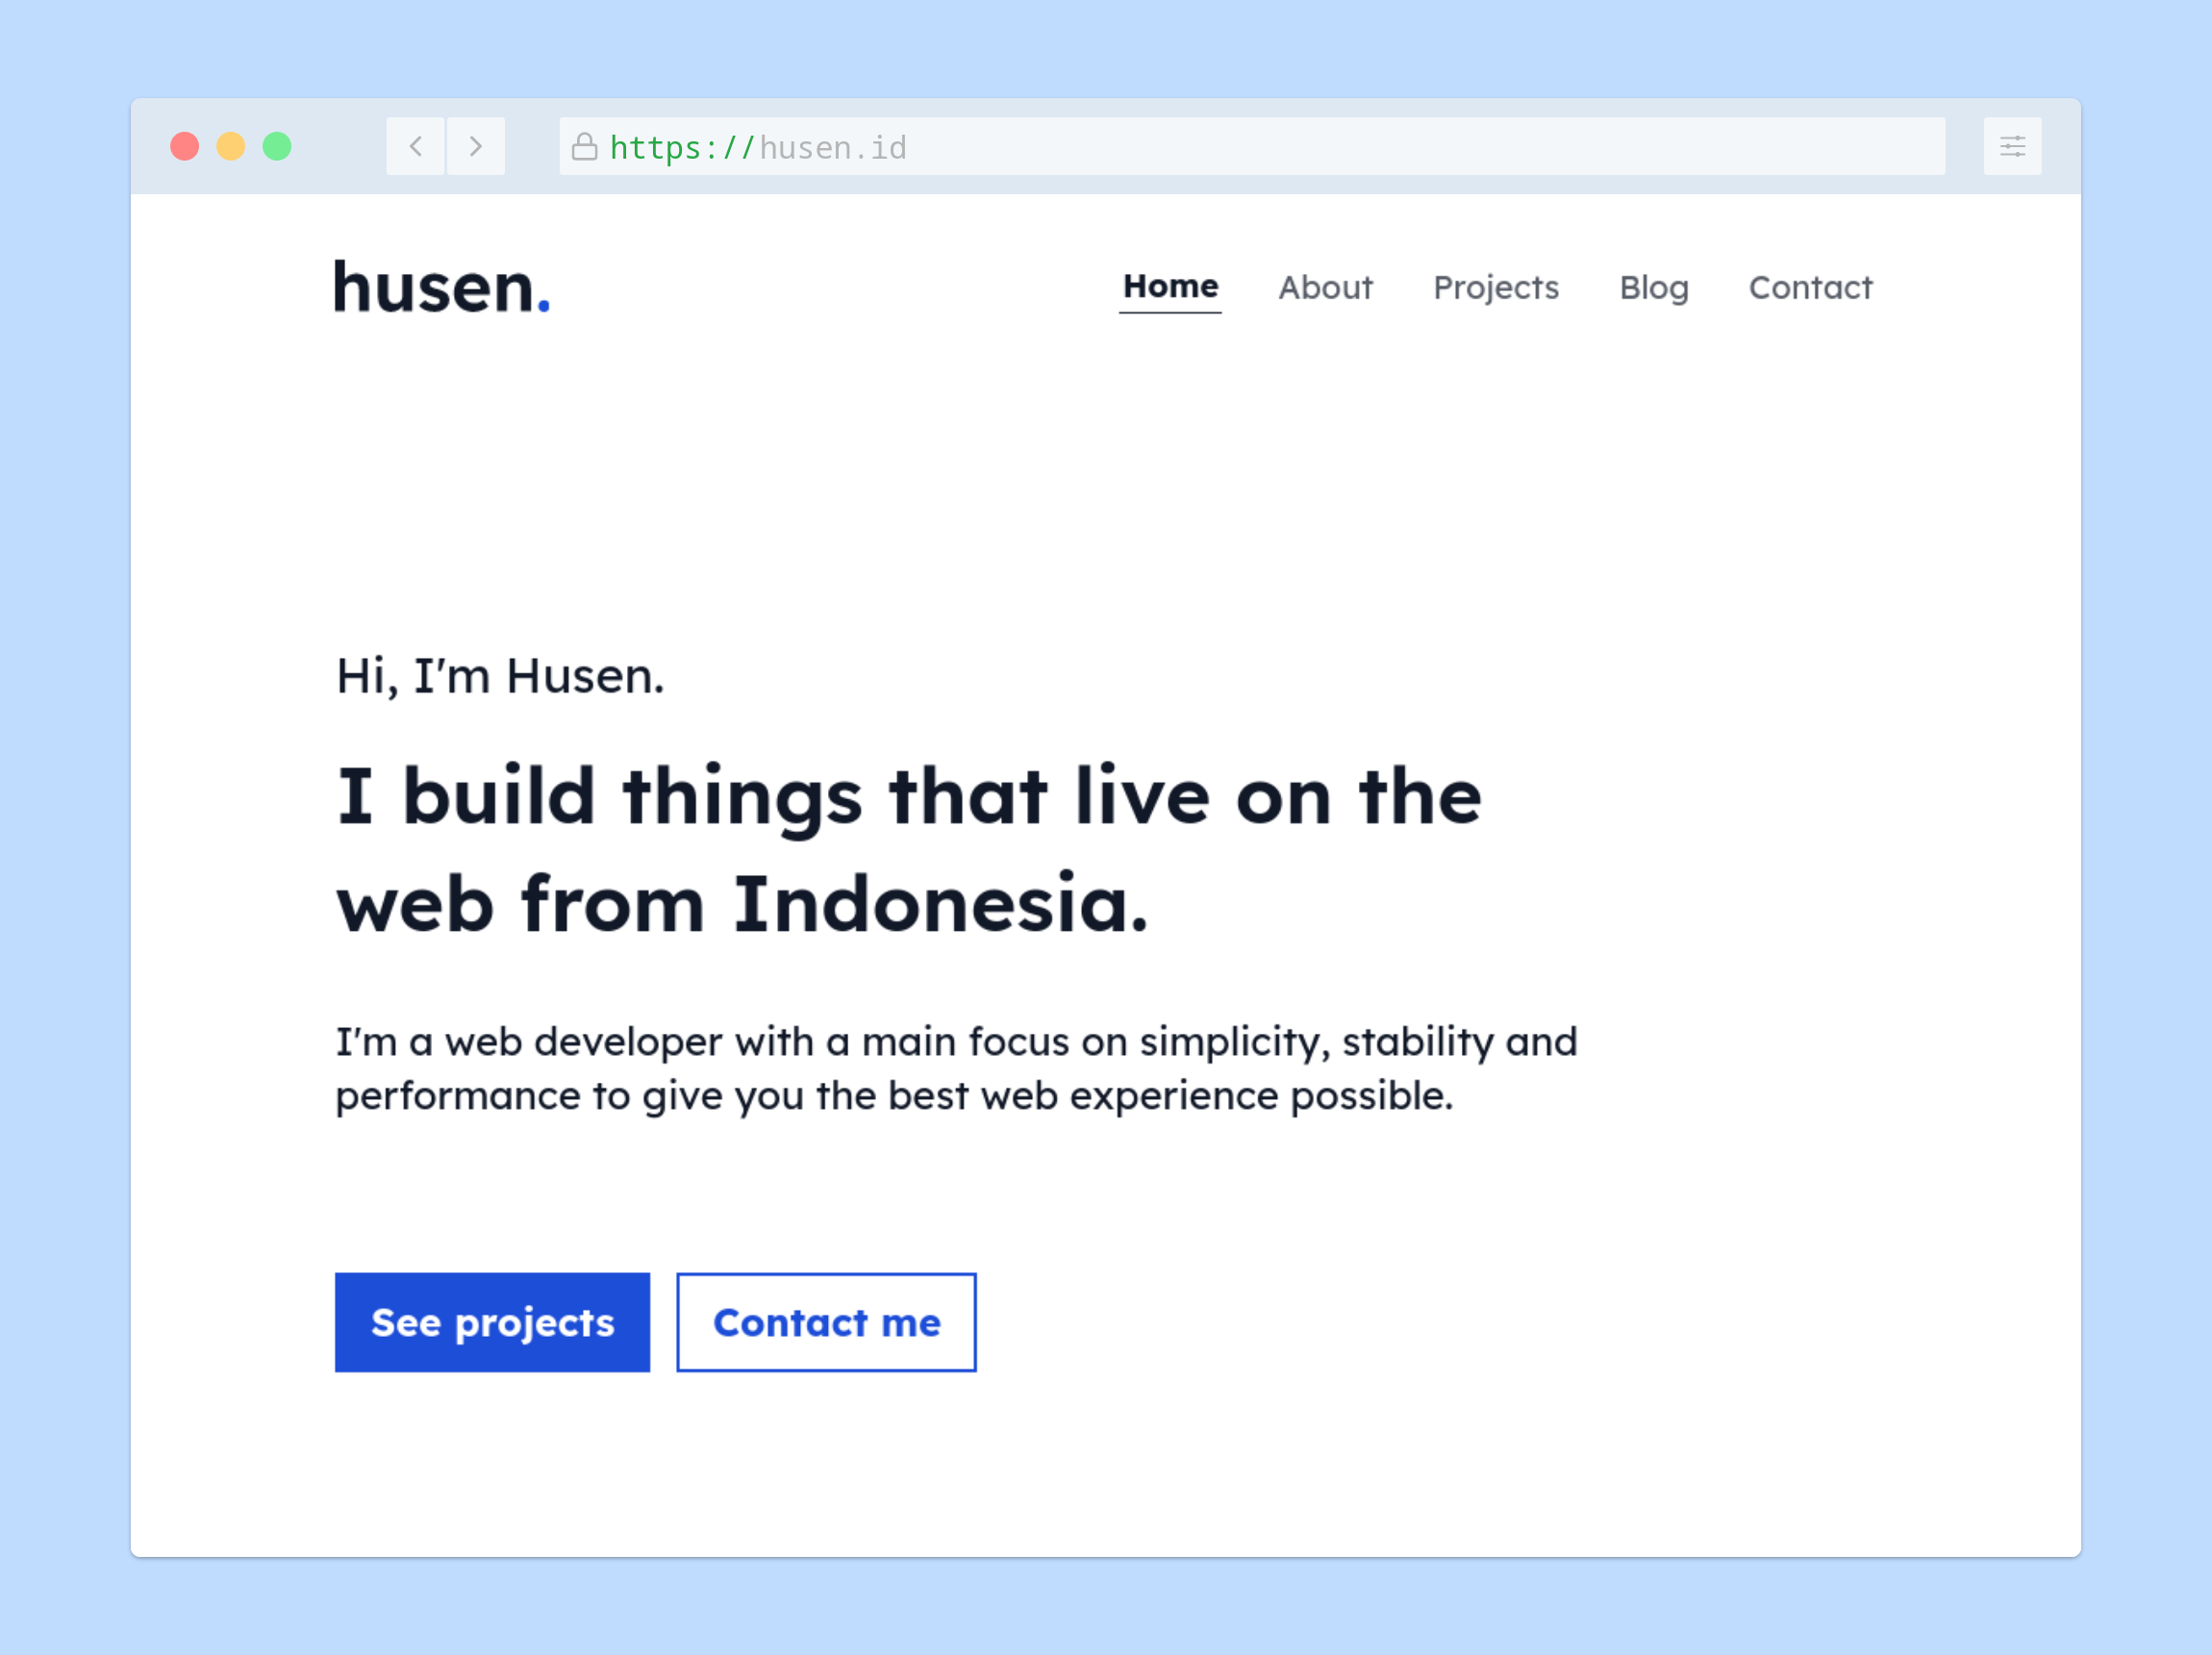 https://husen.id
husen.
Home About Projects Blog Contact
Hi, I'm Husen.
I build things that live on the
web from Indonesia.
I'm a web developer with a main focus on simplicity, stability and
performance to give you the best web experience possible.
See projects Contact me